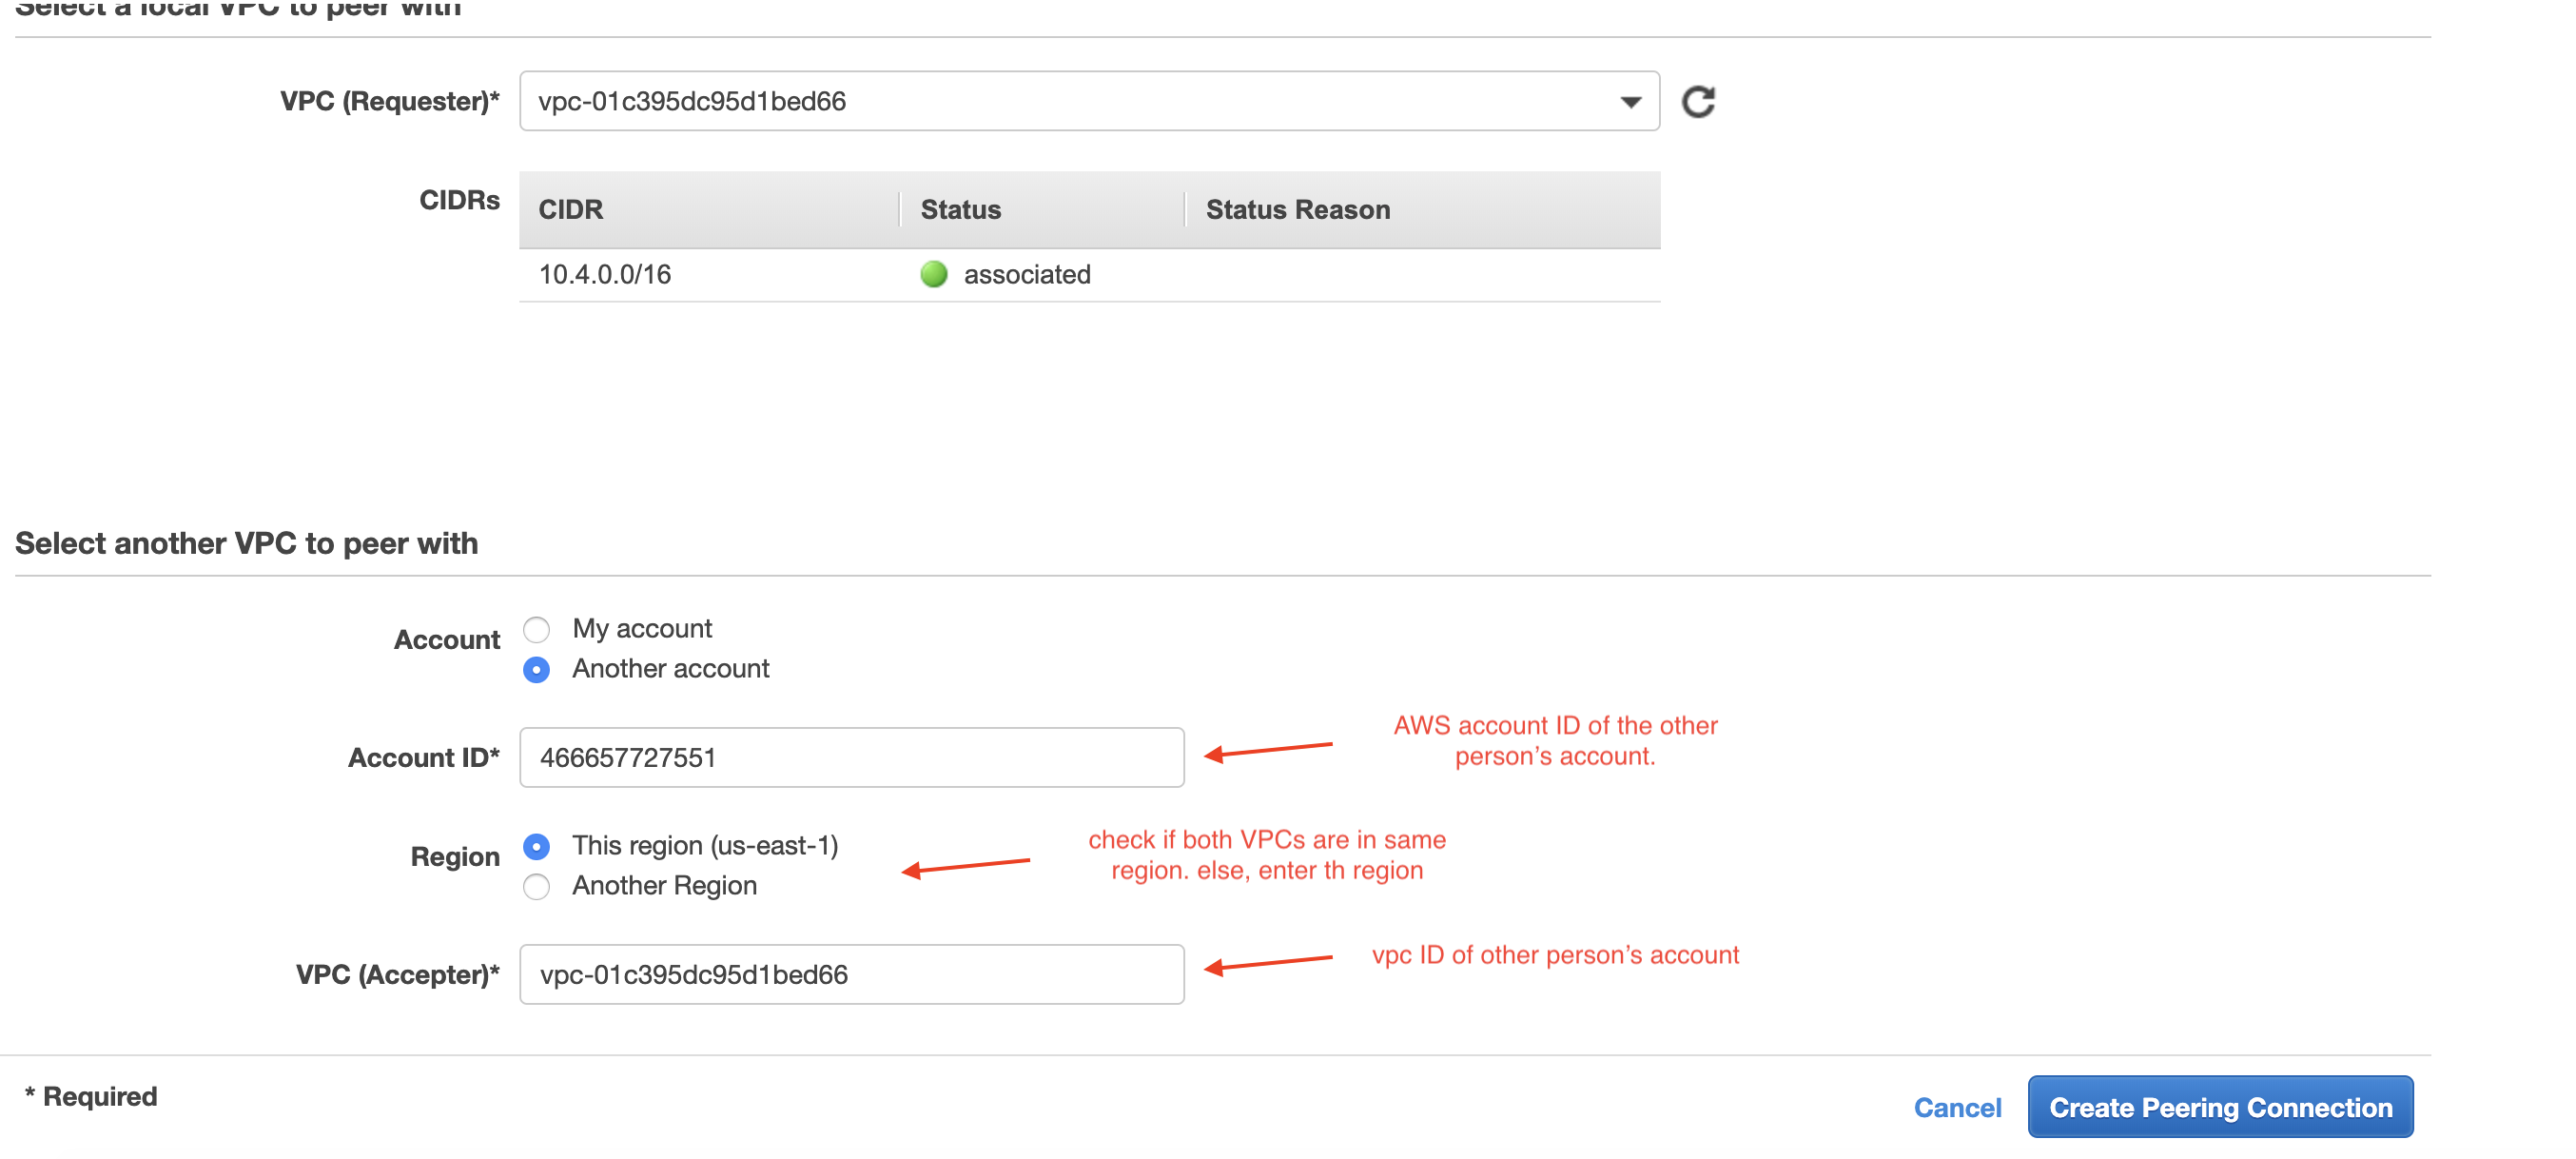 Select a local VPC to peer with
VPC (Requester)* vpc-01c395dc95d1bed66
CIDRs CIDR Status Status Reason
10.4.0.0/16 associated
Select another VPC to peer with
Account My account
Another account
AWS account ID of the other
person’s account.
Account ID* 466657727551
Region This region (us-east-1)
Another Region
check if both VPCs are in same
region. else, enter th region
VPC (Accepter)* vpc-01c395dc95d1bed66
vpc ID of other person’s account
* Required
Cancel Create Peering Connection